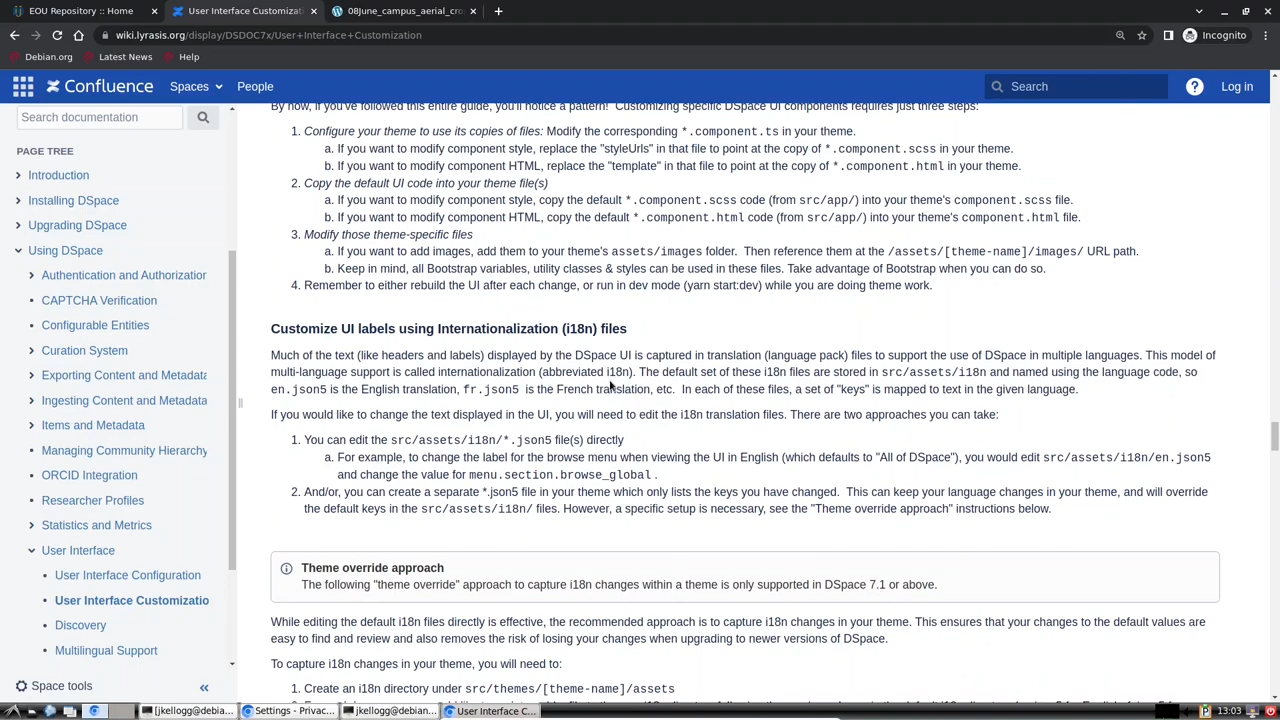 EOU Repository :: Home
User Interface Customizati
08June_campus_aerial_cro
wiki.lyrasis.org/display/DSDOC7x/User+Interface+Customization
Incognito
Debian.org
Latest News
Help
Confluence
Spaces
People
Search
Log in
Search documentation
PAGE TREE
Introduction
Installing DSpace
Upgrading DSpace
Using DSpace
Authentication and Authorization
CAPTCHA Verification
Configurable Entities
Curation System
Exporting Content and Metadata
Ingesting Content and Metadata
Items and Metadata
Managing Community Hierarchy
ORCID Integration
Researcher Profiles
Statistics and Metrics
User Interface
User Interface Configuration
User Interface Customizatio
Discovery
Multilingual Support
Space tools
By now, if you've followed this entire guide, you'll notice a pattern! Customizing specific DSpace UI components requires just three steps:
1. Configure your theme to use its copies of files: Modify the corresponding *.component.ts in your theme.
a. If you want to modify component style, replace the "styleUrls" in that file to point at the copy of *.component.scss in your theme.
b. If you want to modify component HTML, replace the "template" in that file to point at the copy of *.component.html in your theme.
2. Copy the default UI code into your theme file(s)
a. If you want to modify component style, copy the default *.component.scss code (from src/app/) into your theme's component.scss file.
b. If you want to modify component HTML, copy the default *.component.html code (from src/app/) into your theme's component.html file.
3. Modify those theme-specific files
a. If you want to add images, add them to your theme's assets/images folder. Then reference them at the /assets/[theme-name]/images/ URL path.
b. Keep in mind, all Bootstrap variables, utility classes & styles can be used in these files. Take advantage of Bootstrap when you can do so.
4. Remember to either rebuild the UI after each change, or run in dev mode (yarn start:dev) while you are doing theme work.
Customize UI labels using Internationalization (i18n) files
Much of the text (like headers and labels) displayed by the DSpace UI is captured in translation (language pack) files to support the use of DSpace in multiple languages. This model of
multi-language support is called internationalization (abbreviated i18n). The default set of these i18n files are stored in src/assets/i18n and named using the language code, so
en.json5 is the English translation, fr.json5 is the French translation, etc. In each of these files, a set of "keys" is mapped to text in the given language.
If you would like to change the text displayed in the UI, you will need to edit the i18n translation files. There are two approaches you can take:
1. You can edit the src/assets/i18n/*.json5 file(s) directly
a. For example, to change the label for the browse menu when viewing the UI in English (which defaults to "All of DSpace"), you would edit src/assets/i18n/en.json5
and change the value for menu.section.browse_global .
2. And/or, you can create a separate *.json5 file in your theme which only lists the keys you have changed. This can keep your language changes in your theme, and will override
the default keys in the src/assets/i18n/ files. However, a specific setup is necessary, see the "Theme override approach" instructions below.
Theme override approach
The following "theme override" approach to capture i18n changes within a theme is only supported in DSpace 7.1 or above.
While editing the default i18n files directly is effective, the recommended approach is to capture i18n changes in your theme. This ensures that your changes to the default values are
easy to find and review and also removes the risk of losing your changes when upgrading to newer versions of DSpace.
To capture i18n changes in your theme, you will need to:
1. Create an i18n directory under src/themes/[theme-name]/assets
[jkellogg@debia...
Settings - Privac...
jkellogg@debian...
User Interface C...
13:03